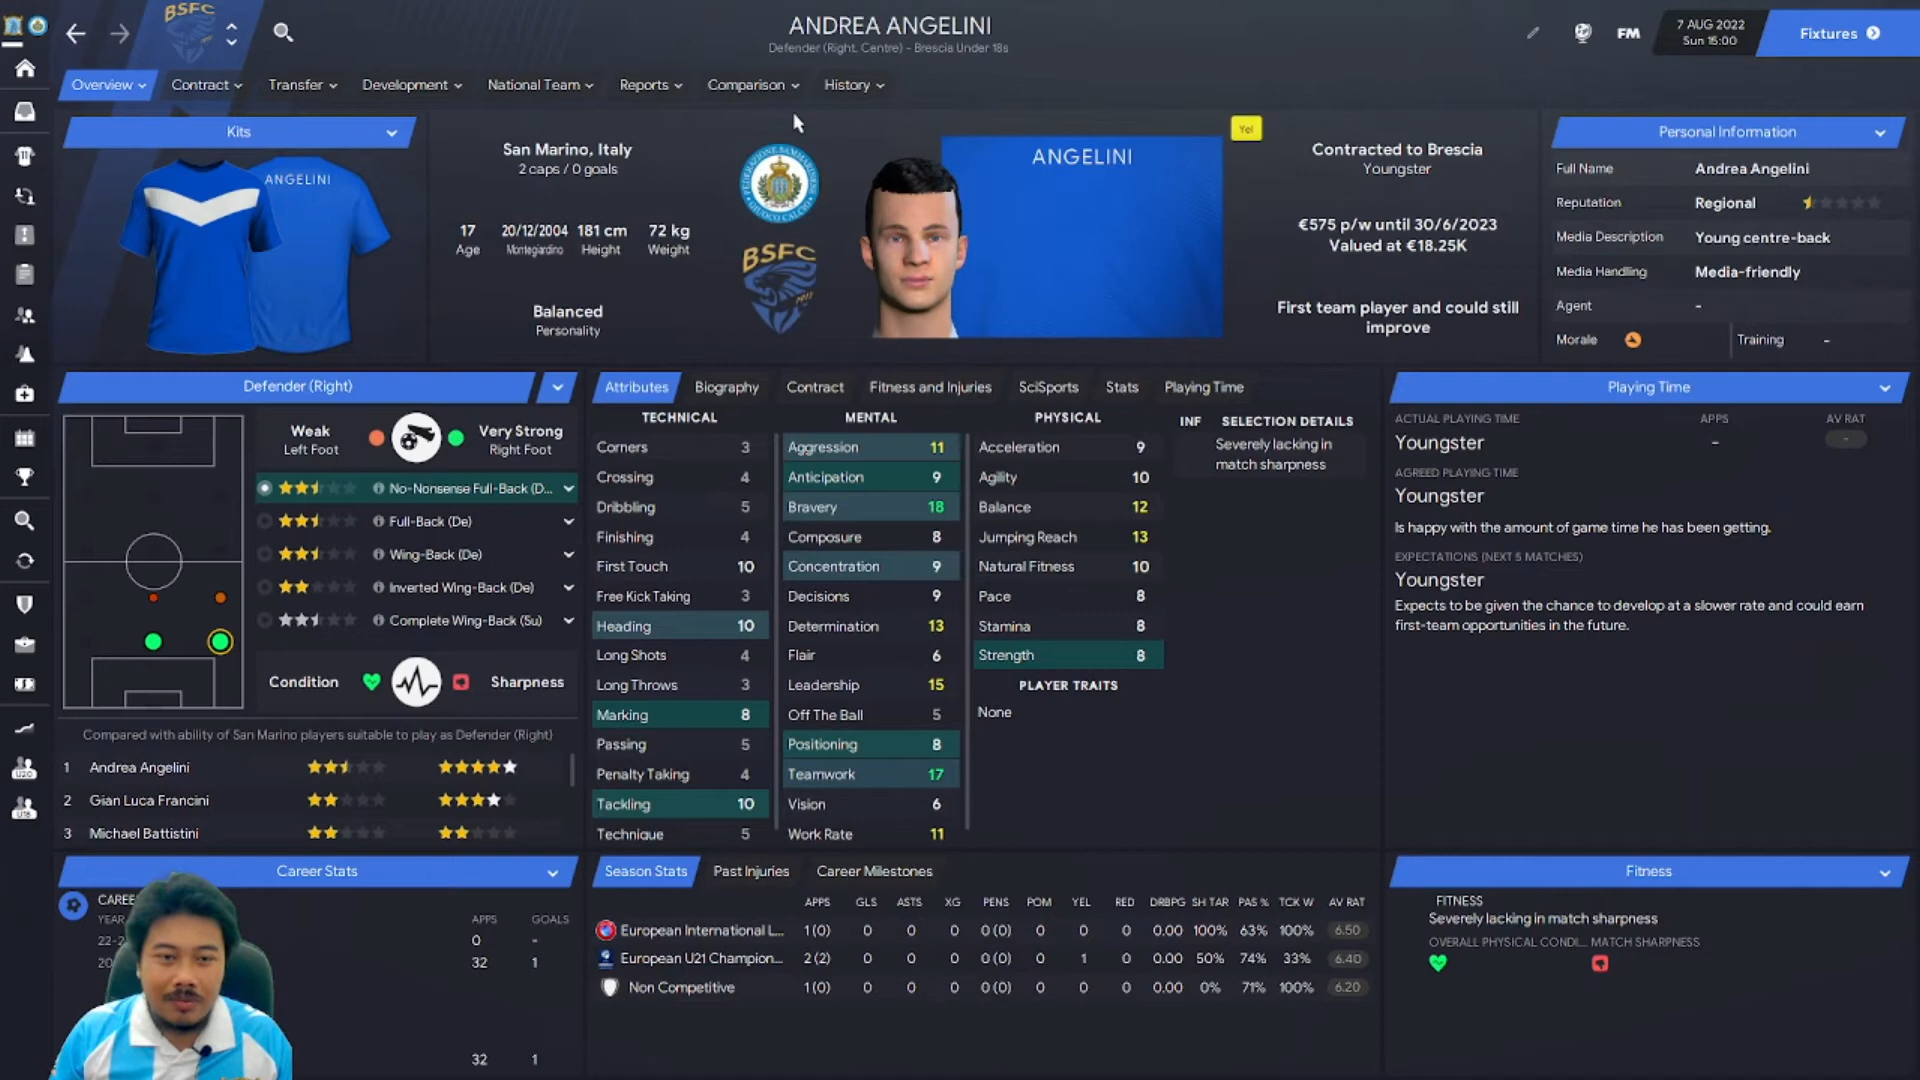 BSFC
ANDREA ANGELINI
Defender (Right, Centre) - Brescia Under 18s
FM
7 AUG 2022
Sun 15:00
Fixtures
Overview
Contract
Transfer
Development
National Team
Reports
Comparison
History
Kits
ANGELINI
San Marino, Italy
2 caps / 0 goals
17
Age
20/12/2004
Montegiardino
181 cm
Height
72 kg
Weight
Balanced
Personality
FEDERAZIONE SAMMARINESE
GIUOCO CALCIO
BSFC
1911
ANGELINI
Yel
Contracted to Brescia
Youngster
€575 p/w until 30/6/2023
Valued at €18.25K
First team player and could still
improve
Personal Information
Full Name Andrea Angelini
Reputation Regional
Media Description Young centre-back
Media Handling Media-friendly
Agent -
Morale
Training -
Defender (Right)
Weak
Left Foot
Very Strong
Right Foot
No-Nonsense Full-Back (D...
Full-Back (De)
Wing-Back (De)
Inverted Wing-Back (De)
Complete Wing-Back (Su)
Condition
Sharpness
Compared with ability of San Marino players suitable to play as Defender (Right)
1 Andrea Angelini
2 Gian Luca Francini
3 Michael Battistini
Attributes
Biography
Contract
Fitness and Injuries
SciSports
Stats
Playing Time
TECHNICAL
Corners 3
Crossing 4
Dribbling 5
Finishing 4
First Touch 10
Free Kick Taking 3
Heading 10
Long Shots 4
Long Throws 3
Marking 8
Passing 5
Penalty Taking 4
Tackling 10
Technique 5
MENTAL
Aggression 11
Anticipation 9
Bravery 18
Composure 8
Concentration 9
Decisions 9
Determination 13
Flair 6
Leadership 15
Off The Ball 5
Positioning 8
Teamwork 17
Vision 6
Work Rate 11
PHYSICAL
Acceleration 9
Agility 10
Balance 12
Jumping Reach 13
Natural Fitness 10
Pace 8
Stamina 8
Strength 8
PLAYER TRAITS
None
INF SELECTION DETAILS
Severely lacking in
match sharpness
Playing Time
ACTUAL PLAYING TIME APPS AV RAT
Youngster - -
AGREED PLAYING TIME
Youngster
Is happy with the amount of game time he has been getting.
EXPECTATIONS (NEXT 5 MATCHES)
Youngster
Expects to be given the chance to develop at a slower rate and could earn
first-team opportunities in the future.
Career Stats
CAREE
YEAR APPS GOALS
22-2 0 -
20 32 1
32 1
Season Stats
Past Injuries
Career Milestones
APPS GLS ASTS XG PENS POM YEL RED DRBPG SH TAR PAS % TCK W AV RAT
European International L... 1(0) 0 0 0 0(0) 0 0 0 0.00 100% 63% 100% 6.50
European U21 Champion... 2(2) 0 0 0 0(0) 0 1 0 0.00 50% 74% 33% 6.40
Non Competitive 1(0) 0 0 0 0(0) 0 0 0 0.00 0% 71% 100% 6.20
Fitness
FITNESS
Severely lacking in match sharpness
OVERALL PHYSICAL CONDI... MATCH SHARPNESS
U20
U18